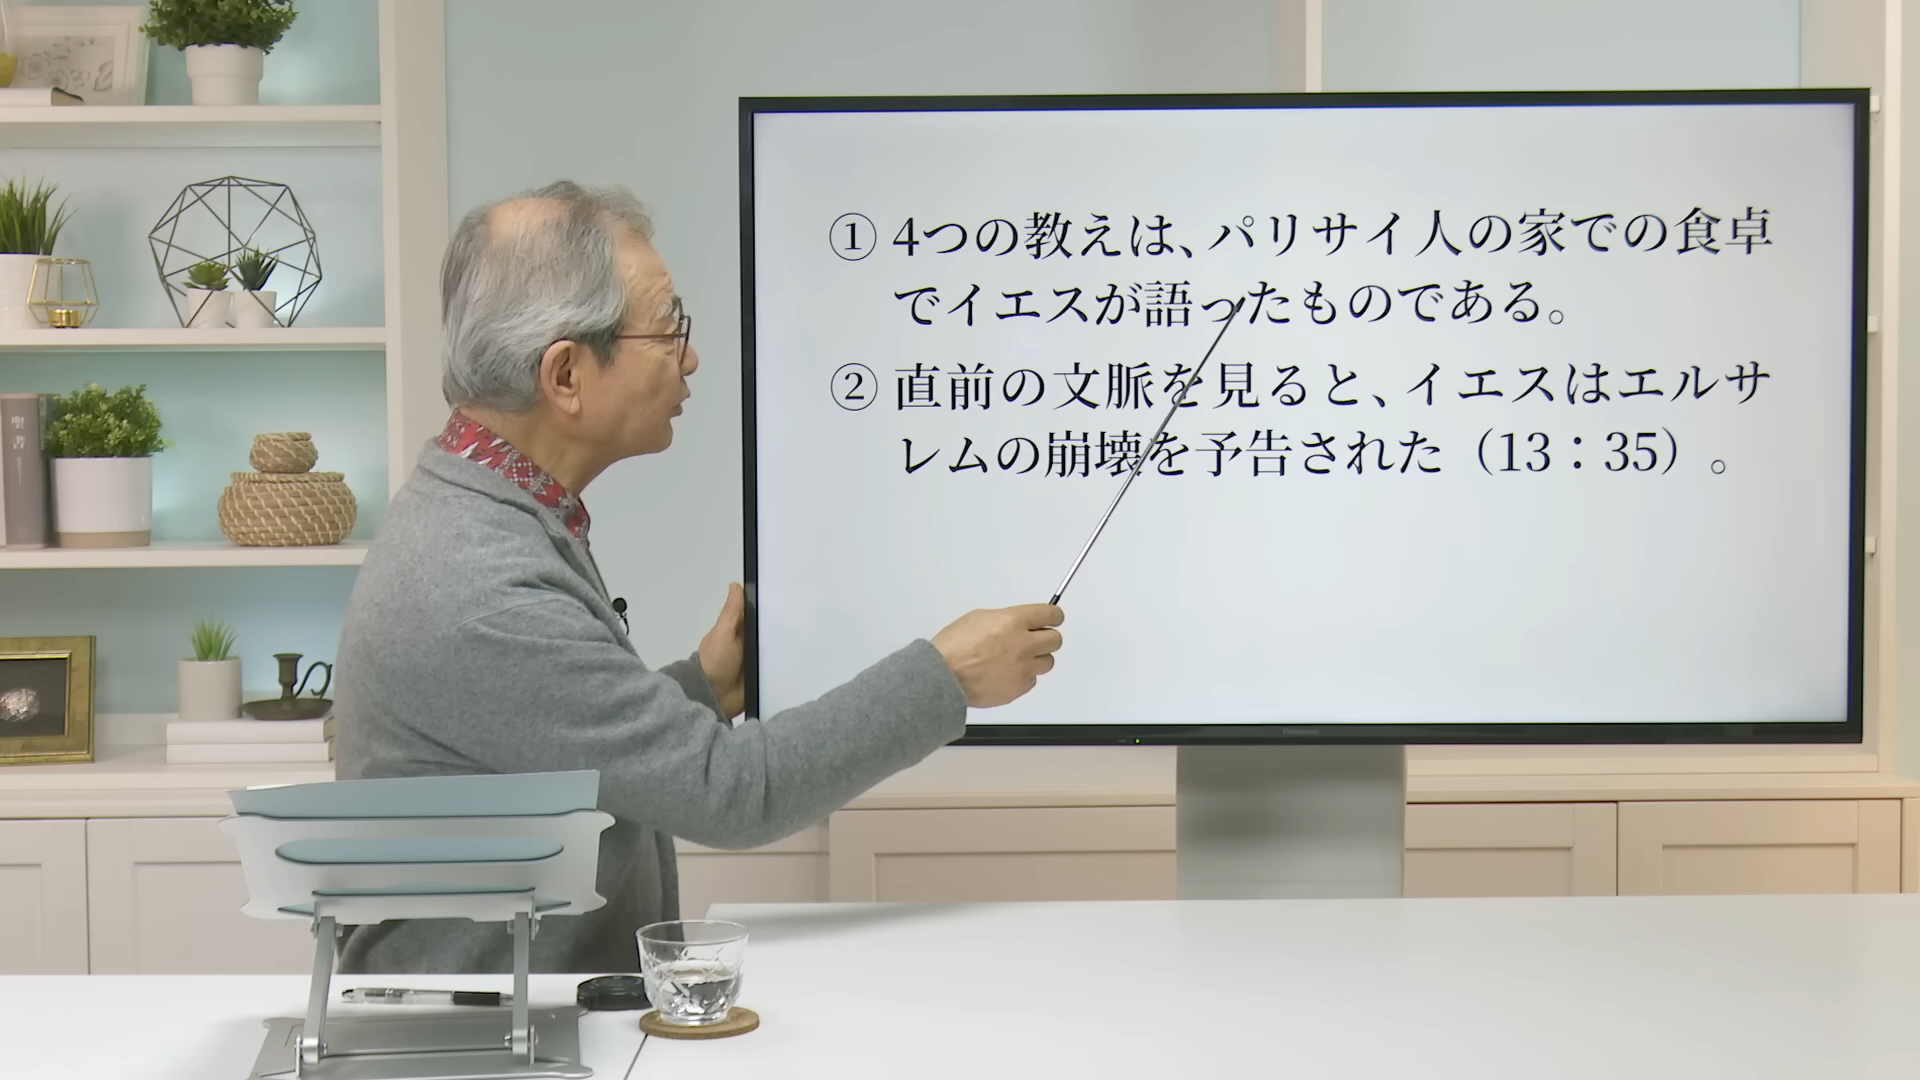 ① 4つの教えは、パリサイ人の家での食卓
でイエスが語ったものである。
② 直前の文脈を見ると、イエスはエルサ
レムの崩壊を予告された（13：35）。
聖書